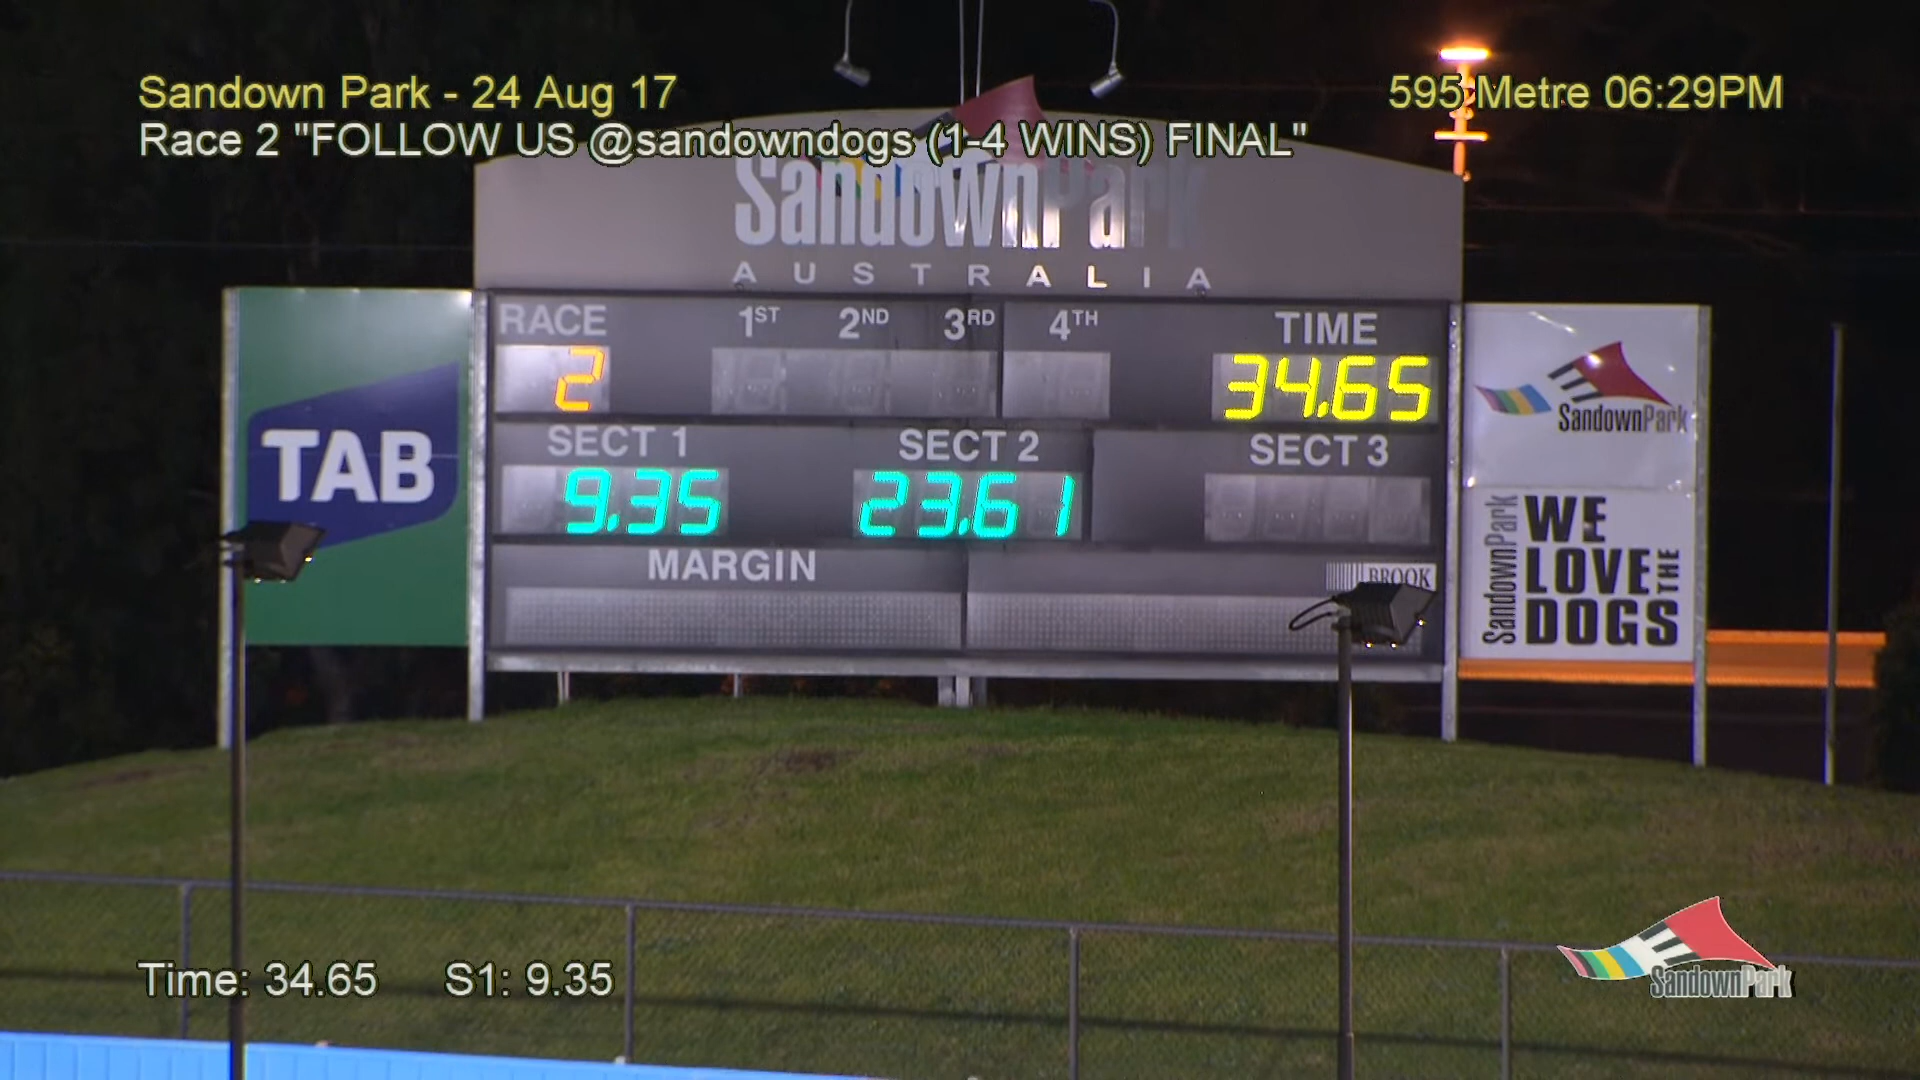 Sandown Park - 24 Aug 17
595 Metre 06:29PM
Race 2 "FOLLOW US @sandowndogs (1-4 WINS) FINAL"
SandownPark
AUSTRALIA
RACE 1ST 2ND 3RD 4TH TIME
2 34.65
SECT 1 SECT 2 SECT 3
9.35 23.61
MARGIN
BROOK
TAB
SandownPark
SandownPark
WE
LOVE THE
DOGS
Time: 34.65 S1: 9.35
SandownPark